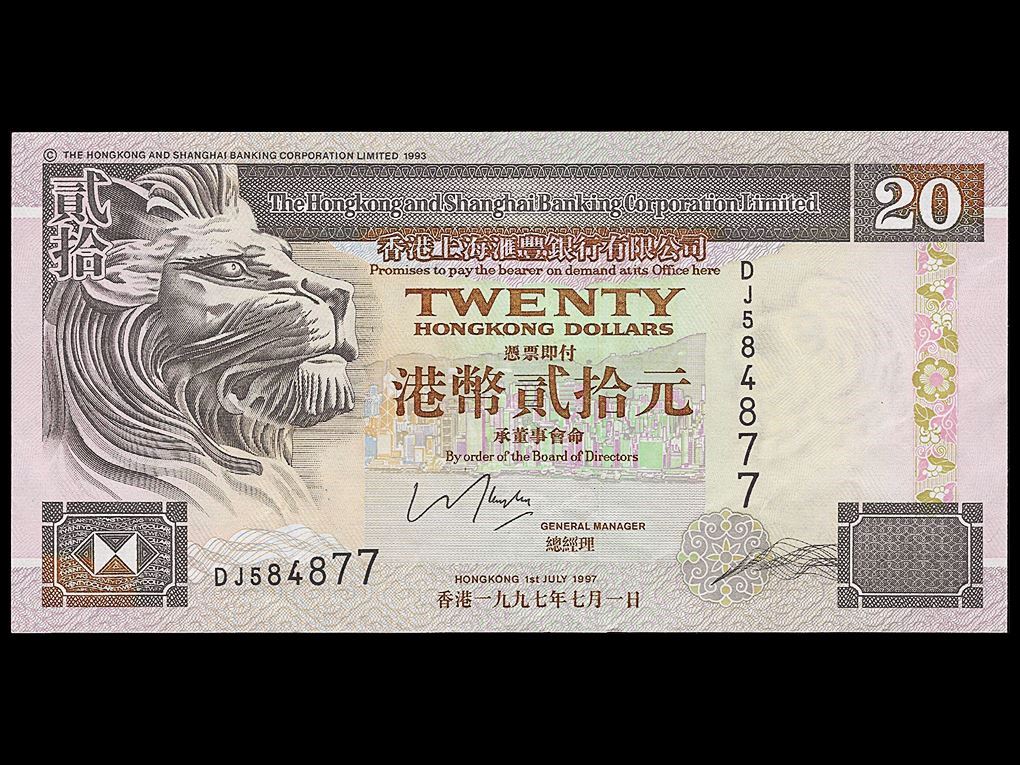 © THE HONGKONG AND SHANGHAI BANKING CORPORATION LIMITED 1993
貳拾
The Hongkong and Shanghai Banking Corporation Limited
20
香港上海滙豐銀行有限公司
Promises to pay the bearer on demand at its Office here
TWENTY
HONGKONG DOLLARS
憑票即付
港幣貳拾元
承董事會命
By order of the Board of Directors
DJ584877
GENERAL MANAGER
總經理
DJ584877
HONGKONG 1st JULY 1997
香港一九九七年七月一日